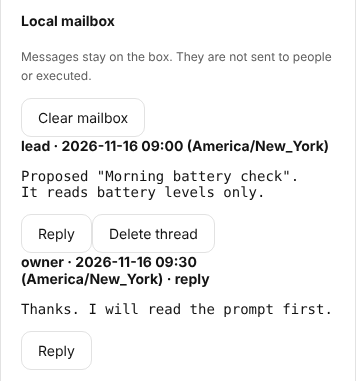 Local mailbox
Messages stay on the box. They are not sent to people
or executed.
Clear mailbox
lead · 2026-11-16 09:00 (America/New_York)
Proposed "Morning battery check".
It reads battery levels only.
Reply Delete thread
owner · 2026-11-16 09:30
(America/New_York) · reply
Thanks. I will read the prompt first.
Reply